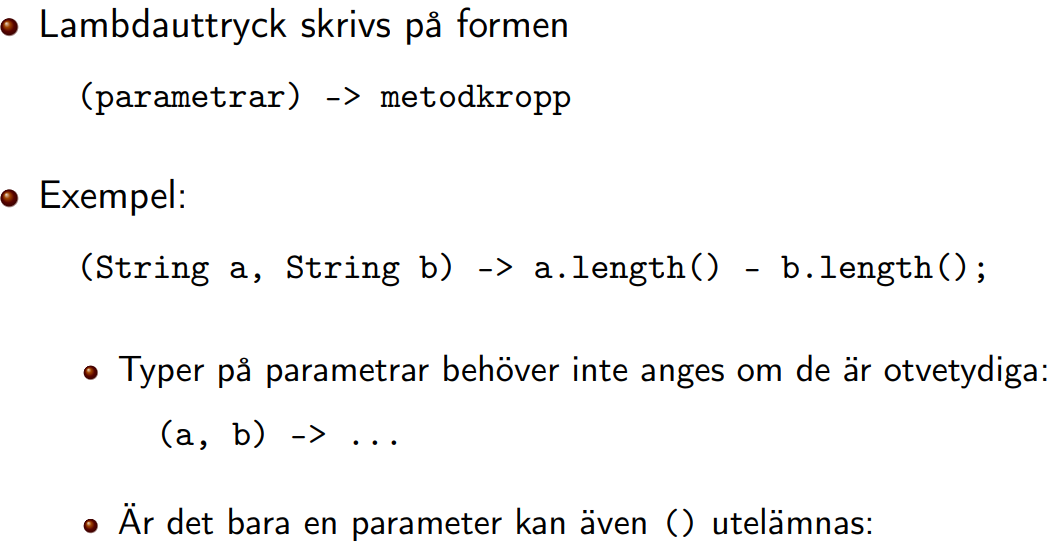 Lambdauttryck skrivs på formen
(parametrar) -> metodkropp
Exempel:
(String a, String b) -> a.length() - b.length();
Typer på parametrar behöver inte anges om de är otvetydiga:
(a, b) -> ...
Är det bara en parameter kan även () utelämnas: